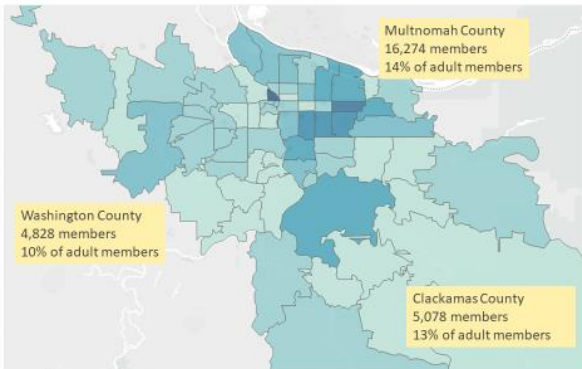 Multnomah County
16,274 members
14% of adult members
Washington County
4,828 members
10% of adult members
Clackamas County
5,078 members
13% of adult members